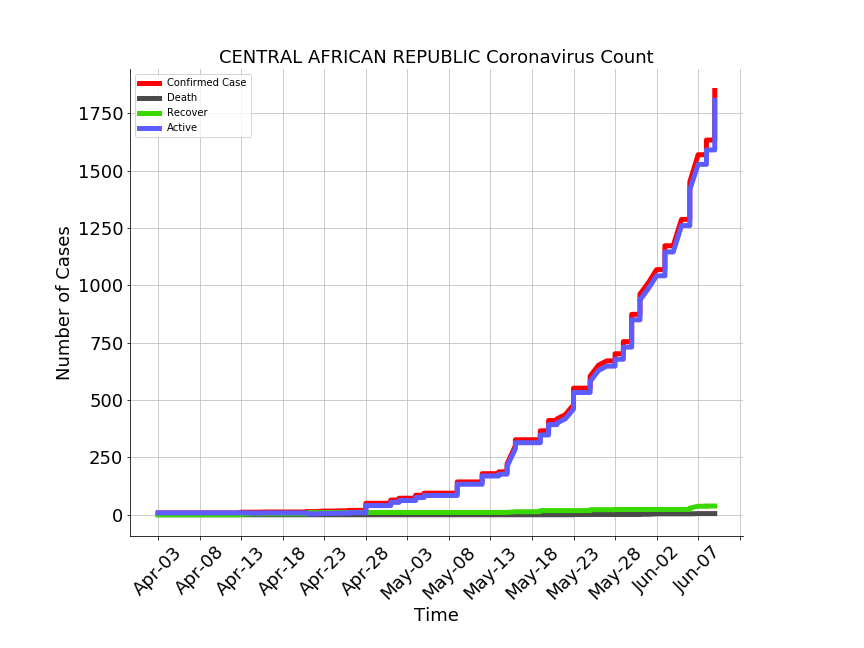 CENTRAL AFRICAN REPUBLIC Coronavirus Count
Confirmed Case
Death
Recover
Active
1750
1500
1250
1000
750
500
250
0
Number of Cases
Apr-03
Apr-08
Apr-13
Apr-18
Apr-23
Apr-28
May-03
May-08
May-13
May-18
May-23
May-28
Jun-02
Jun-07
Time